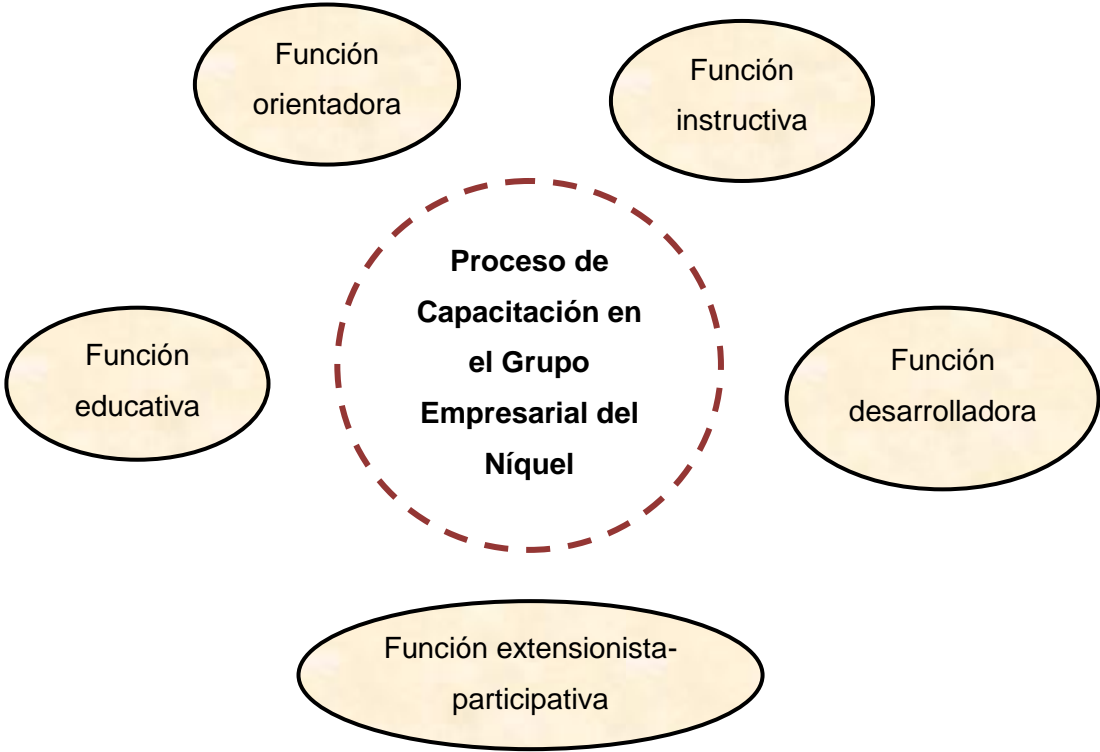 Función
orientadora
Función
instructiva
Proceso de
Capacitación en
el Grupo
Empresarial del
Níquel
Función
educativa
Función
desarrolladora
Función extensionista-
participativa